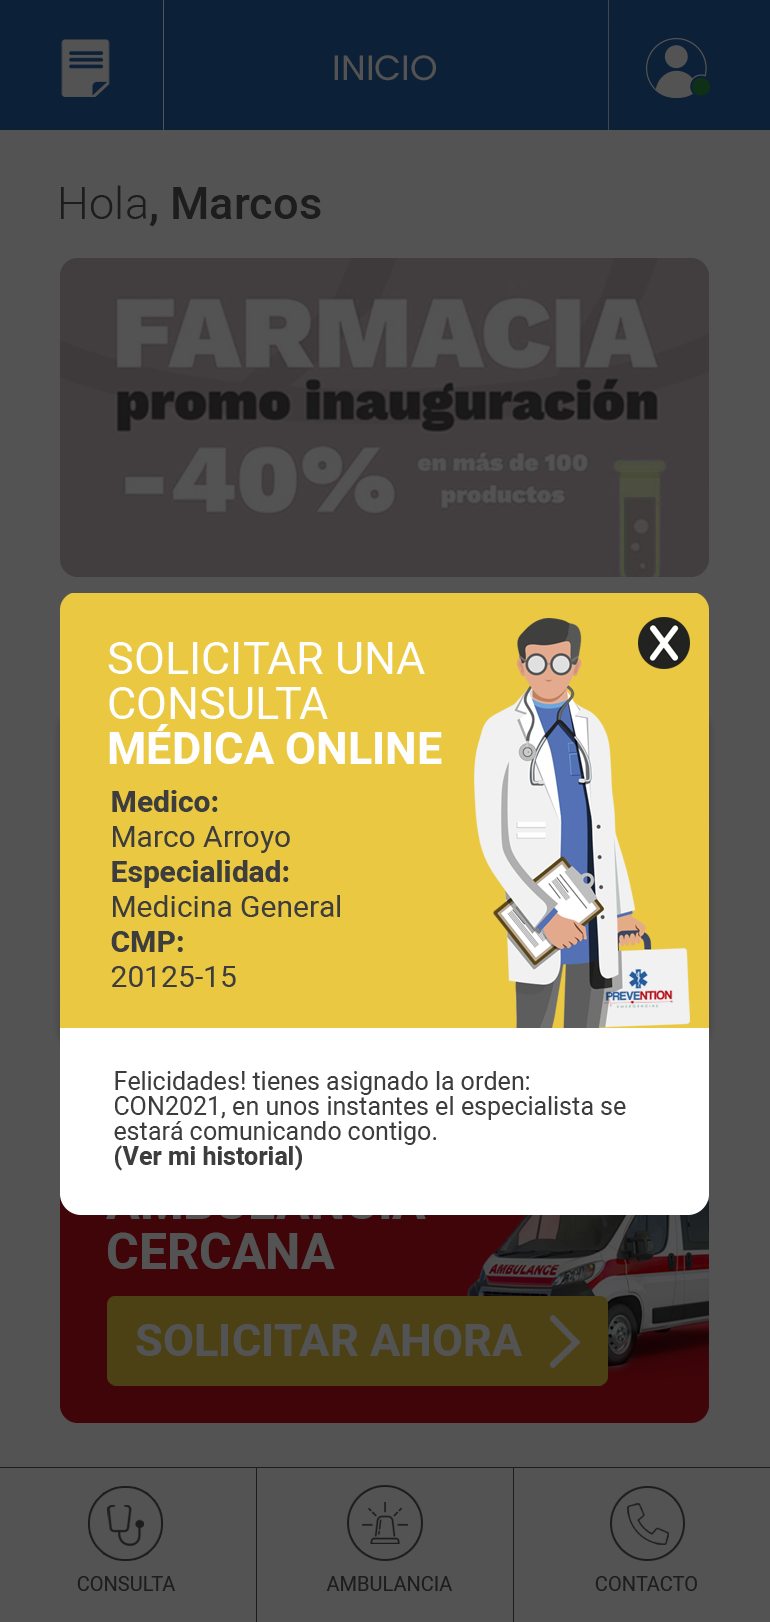 INICIO
Hola, Marcos
FARMACIA
promo inauguración
-40%
en más de 100
productos
X
SOLICITAR UNA
CONSULTA
MÉDICA ONLINE
Medico:
Marco Arroyo
Especialidad:
Medicina General
CMP:
20125-15
PREVENTION
EMERGENCIAS
Felicidades! tienes asignado la orden:
CON2021, en unos instantes el especialista se
estará comunicando contigo.
(Ver mi historial)
AMBULANCIA
CERCANA
AMBULANCE
SOLICITAR AHORA
CONSULTA
AMBULANCIA
CONTACTO